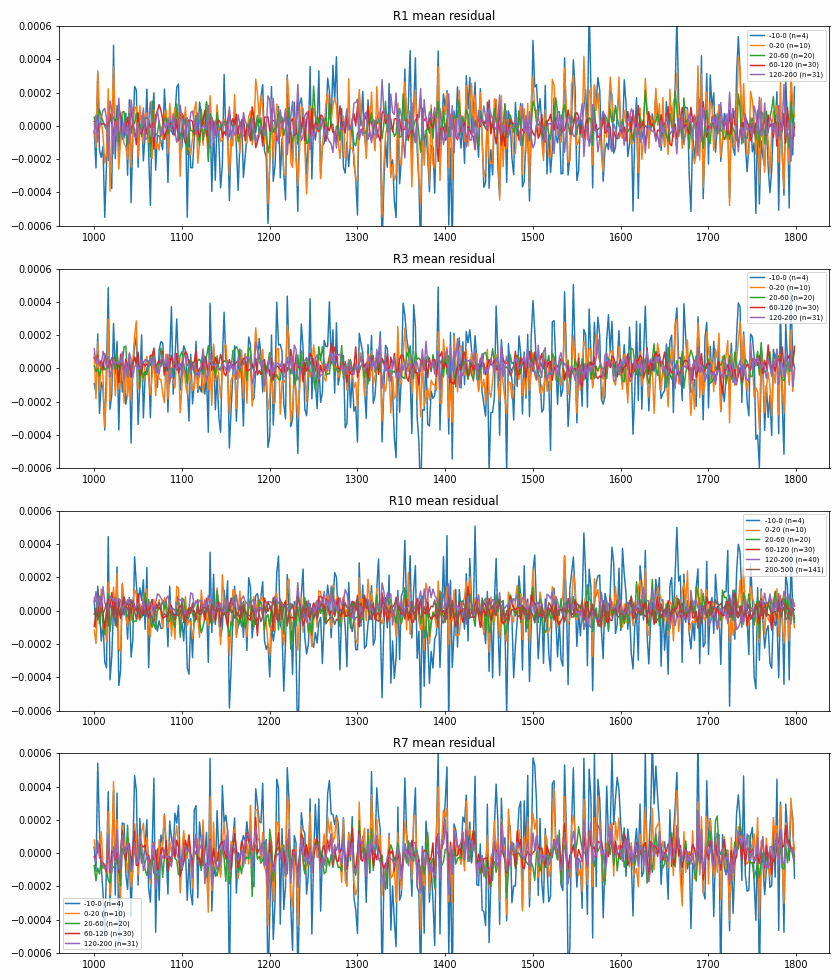 R1 mean residual
0.0006
0.0004
0.0002
0.0000
−0.0002
−0.0004
−0.0006
-10-0 (n=4)
0-20 (n=10)
20-60 (n=20)
60-120 (n=30)
120-200 (n=31)
1000 1100 1200 1300 1400 1500 1600 1700 1800
R3 mean residual
0.0006
0.0004
0.0002
0.0000
−0.0002
−0.0004
−0.0006
-10-0 (n=4)
0-20 (n=10)
20-60 (n=20)
60-120 (n=30)
120-200 (n=31)
1000 1100 1200 1300 1400 1500 1600 1700 1800
R10 mean residual
0.0006
0.0004
0.0002
0.0000
−0.0002
−0.0004
−0.0006
-10-0 (n=4)
0-20 (n=10)
20-60 (n=20)
60-120 (n=30)
120-200 (n=40)
200-500 (n=141)
1000 1100 1200 1300 1400 1500 1600 1700 1800
R7 mean residual
0.0006
0.0004
0.0002
0.0000
−0.0002
−0.0004
−0.0006
-10-0 (n=4)
0-20 (n=10)
20-60 (n=20)
60-120 (n=30)
120-200 (n=31)
1000 1100 1200 1300 1400 1500 1600 1700 1800